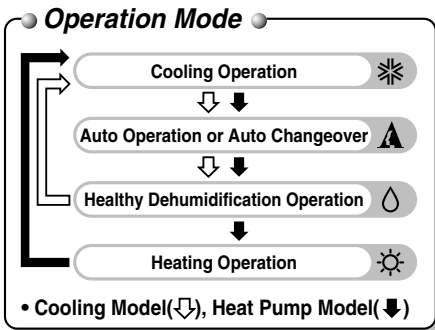 Operation Mode
Cooling Operation
Auto Operation or Auto Changeover
Healthy Dehumidification Operation
Heating Operation
• Cooling Model(⇩), Heat Pump Model(⬇)